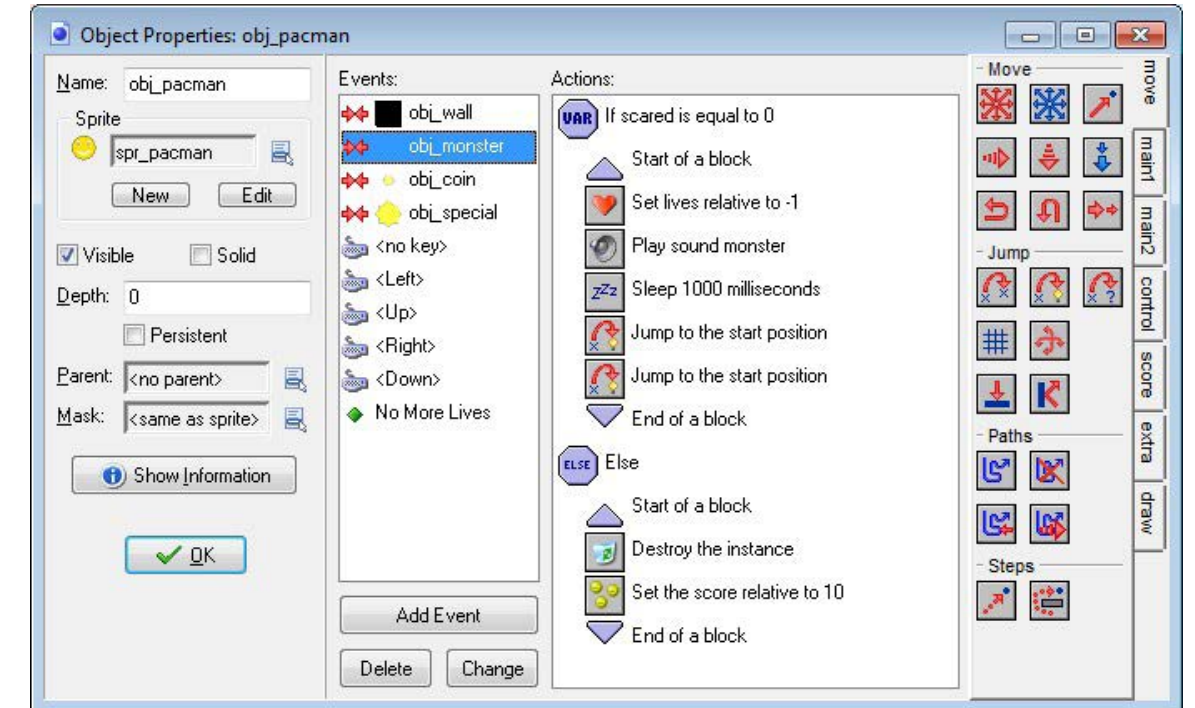 Object Properties: obj_pacman
Name: obj_pacman
Sprite
spr_pacman
New Edit
Visible Solid
Depth: 0
Persistent
Parent: <no parent>
Mask: <same as sprite>
Show Information
OK
Events:
obj_wall
obj_monster
obj_coin
obj_special
<no key>
<Left>
<Up>
<Right>
<Down>
No More Lives
Add Event
Delete Change
Actions:
VAR If scared is equal to 0
Start of a block
Set lives relative to -1
Play sound monster
zZz Sleep 1000 milliseconds
Jump to the start position
Jump to the start position
End of a block
ELSE Else
Start of a block
Destroy the instance
Set the score relative to 10
End of a block
Move
Jump
Paths
Steps
move
main1
main2
control
score
extra
draw